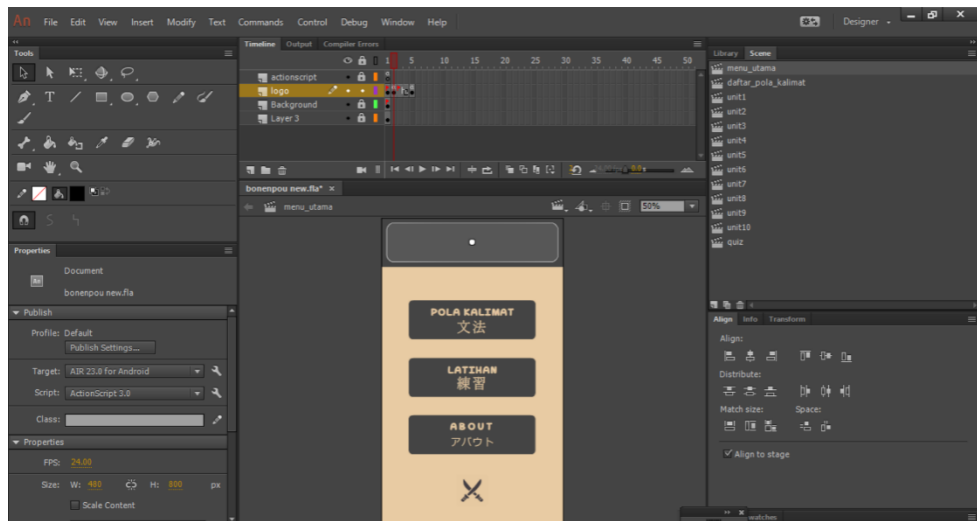 An File Edit View Insert Modify Text Commands Control Debug Window Help Designer
Tools
Timeline Output Compiler Errors
1 5 10 15 20 25 30 35 40 45 50
actionscript
logo
Background
Layer 3
bonenpou new.fla* ×
menu_utama 50%
POLA KALIMAT
文法
LATIHAN
練習
ABOUT
アバウト
Properties
Document
bonenpou new.fla
Publish
Profile: Default
Publish Settings...
Target: AIR 23.0 for Android
Script: ActionScript 3.0
Class:
Properties
FPS: 24.00
Size: W: 480 H: 800 px
Scale Content
Library Scene
menu_utama
daftar_pola_kalimat
unit1
unit2
unit3
unit4
unit5
unit6
unit7
unit8
unit9
unit10
quiz
Align Info Transform
Align:
Distribute:
Match size: Space:
Align to stage
watches